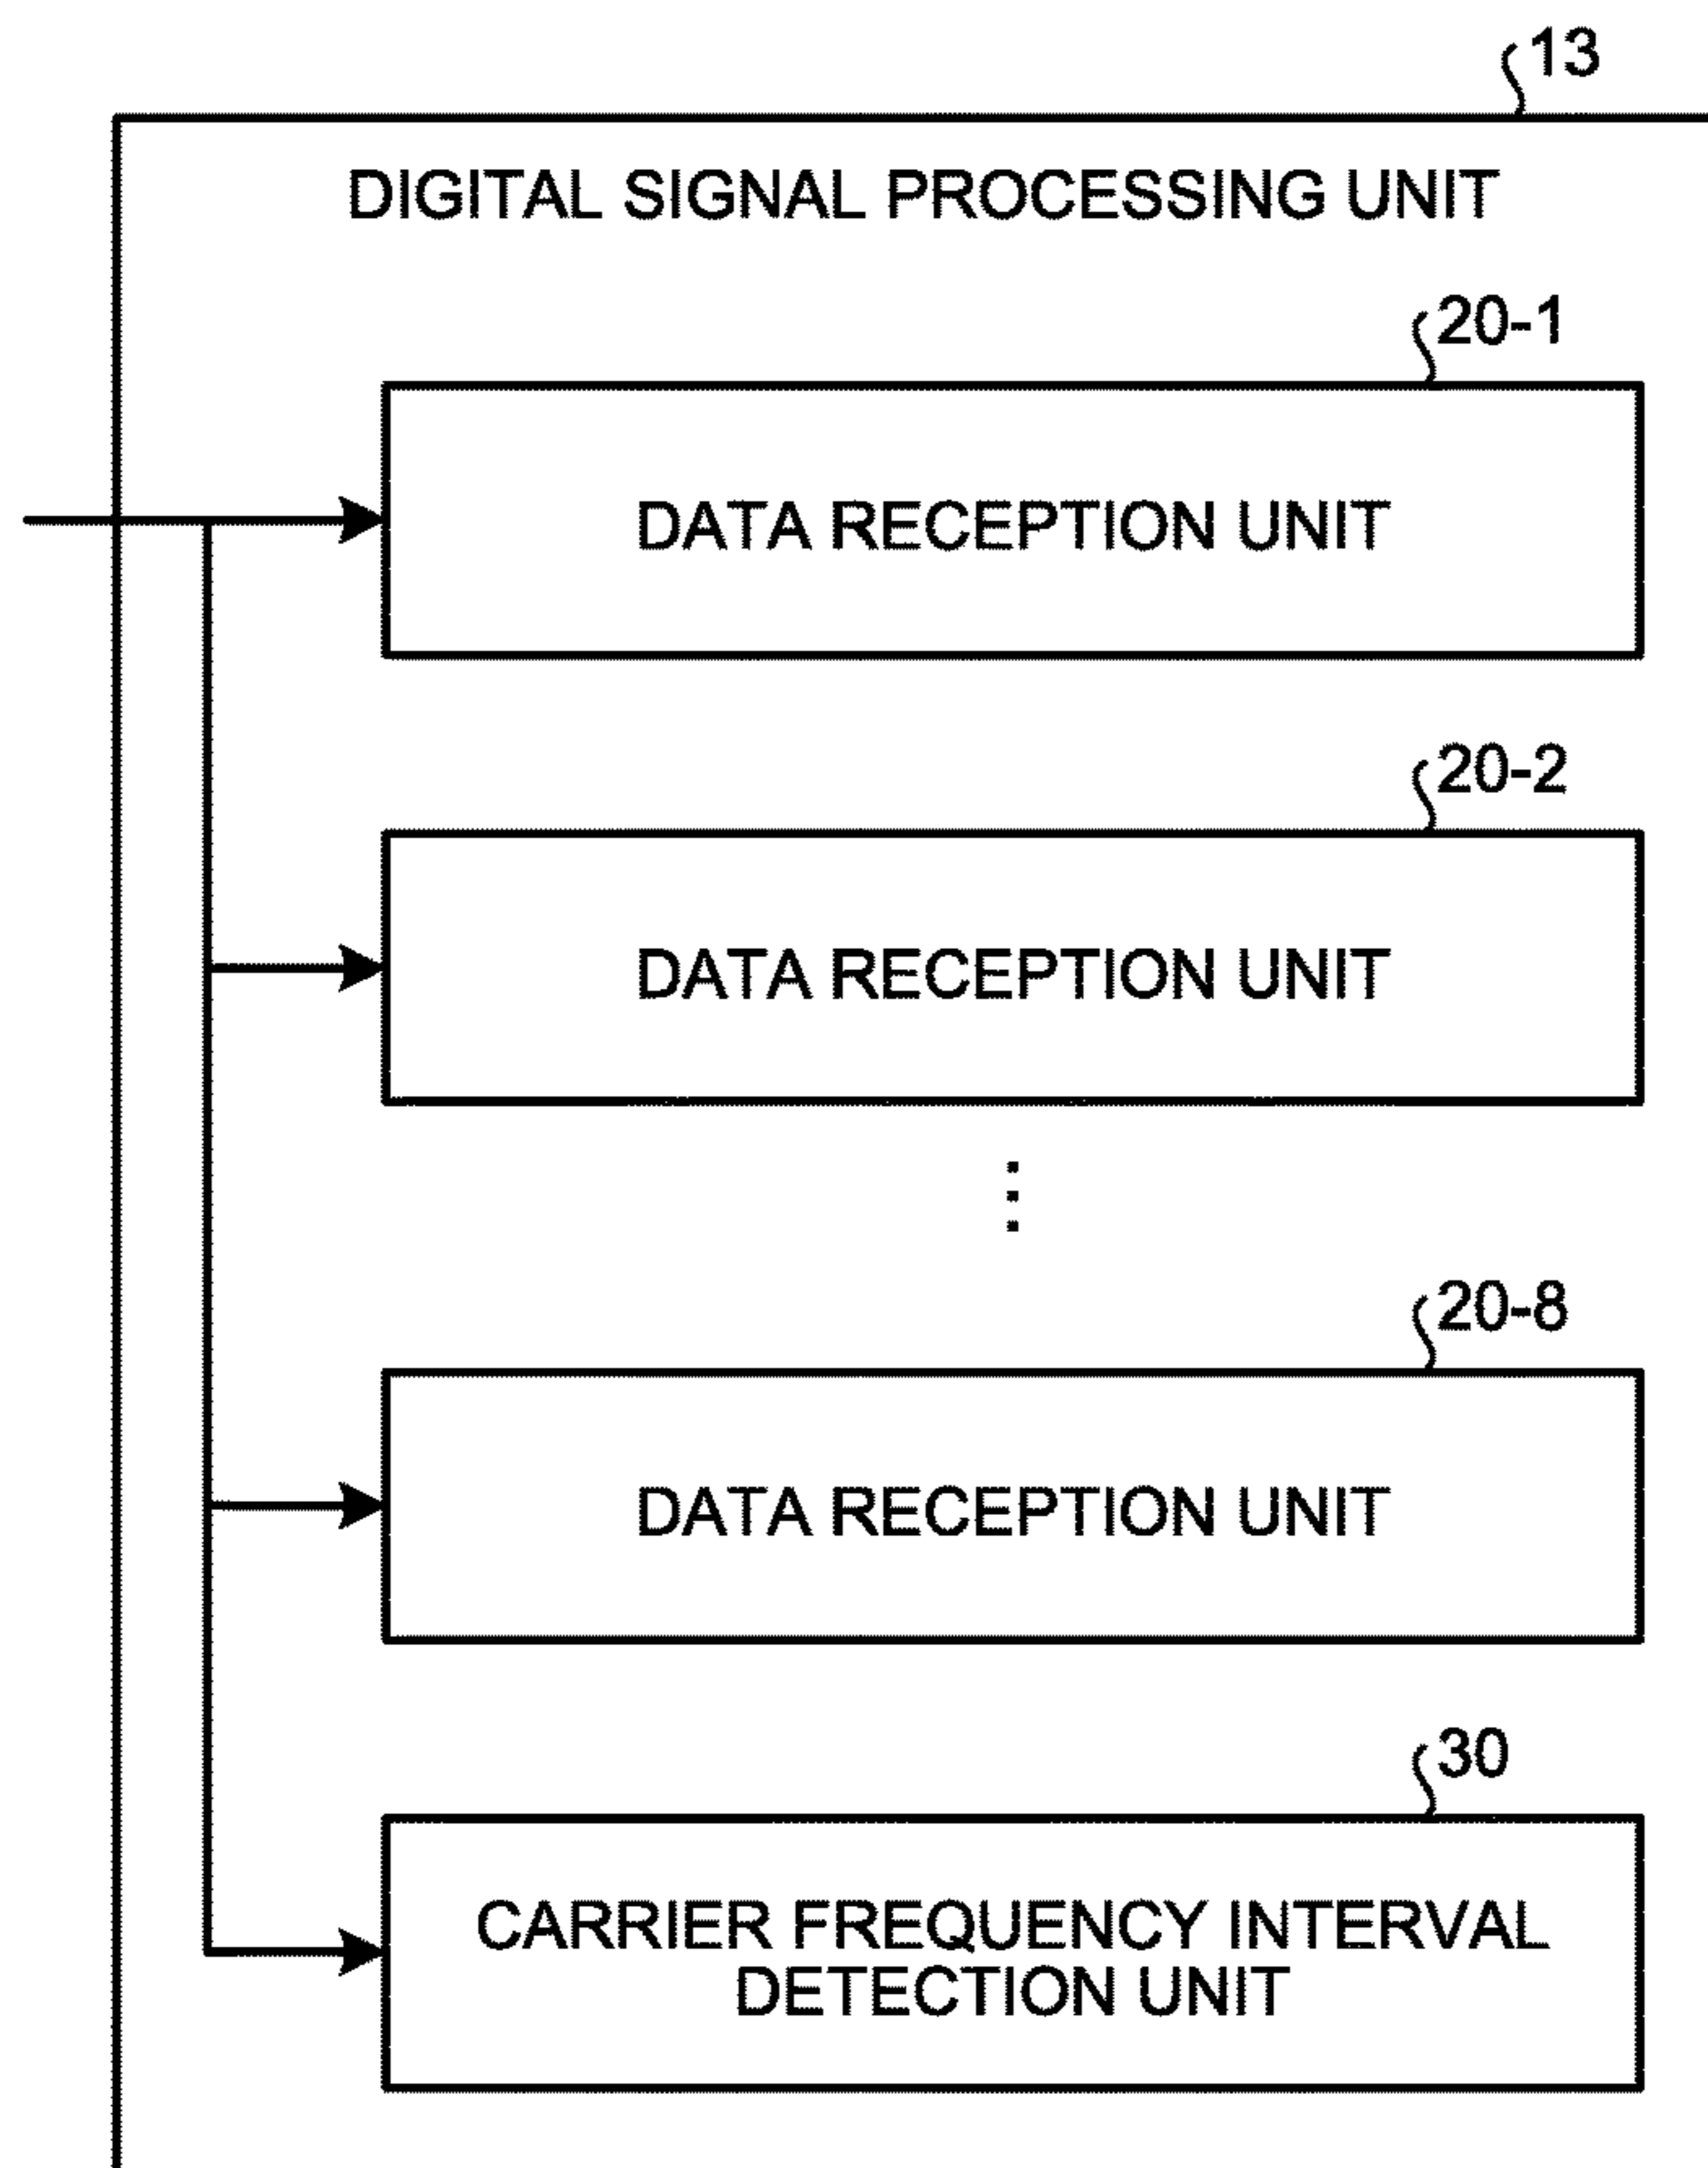 13
DIGITAL SIGNAL PROCESSING UNIT
20-1
DATA RECEPTION UNIT
20-2
DATA RECEPTION UNIT
20-8
DATA RECEPTION UNIT
30
CARRIER FREQUENCY INTERVAL
DETECTION UNIT